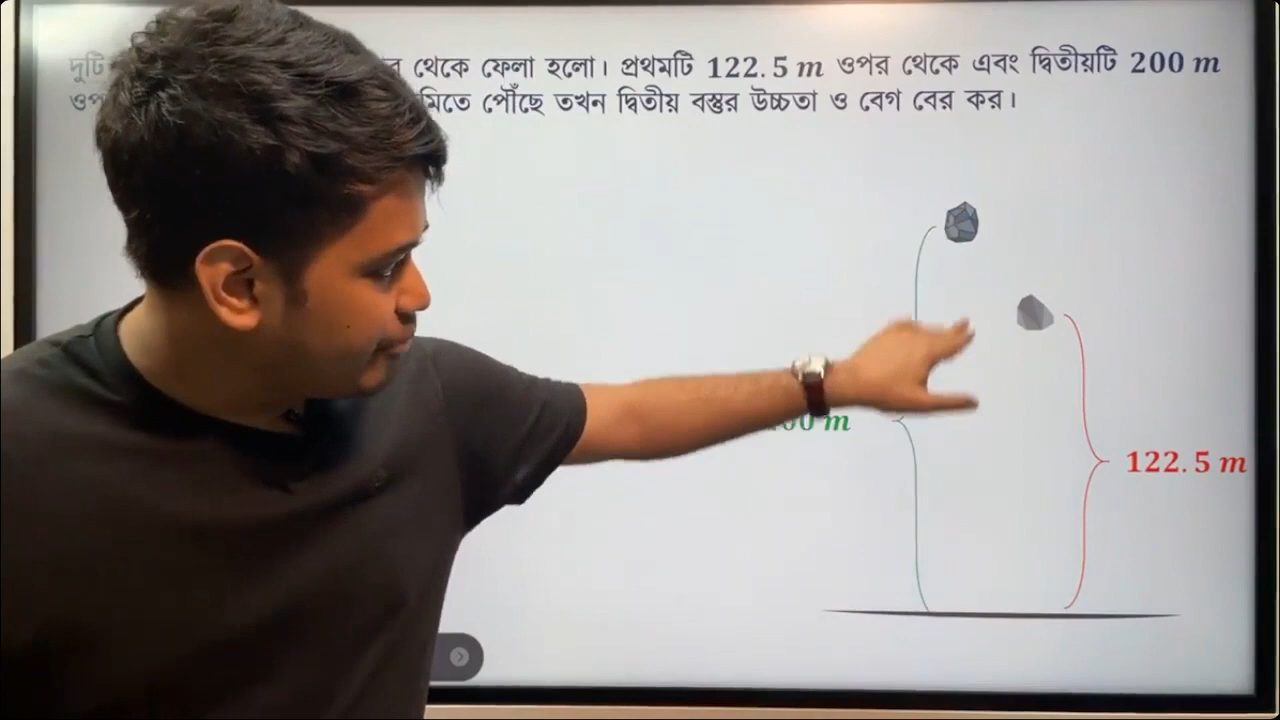 দুটি থেকে ফেলা হলো। প্রথমটি 122.5 m ওপর থেকে এবং দ্বিতীয়টি 200 m
পৌঁছে তখন দ্বিতীয় বস্তুর উচ্চতা ও বেগ বের কর।
m
122.5 m